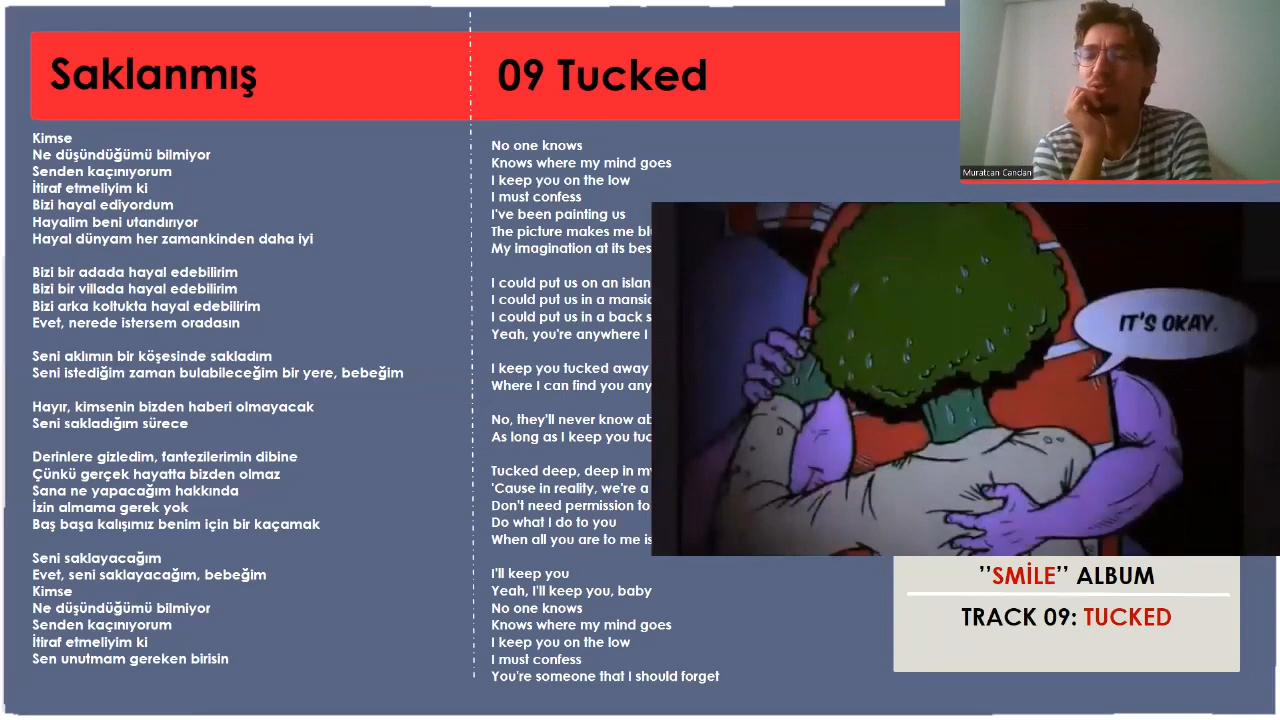 Saklanmış
Kimse
Ne düşündüğümü bilmiyor
Senden kaçınıyorum
İtiraf etmeliyim ki
Bizi hayal ediyordum
Hayalim beni utandırıyor
Hayal dünyam her zamankinden daha iyi
Bizi bir adada hayal edebilirim
Bizi bir villada hayal edebilirim
Bizi arka koltukta hayal edebilirim
Evet, nerede istersem oradasın
Seni aklımın bir köşesinde sakladım
Seni istediğim zaman bulabileceğim bir yere, bebeğim
Hayır, kimsenin bizden haberi olmayacak
Seni sakladığım sürece
Derinlere gizledim, fantezilerimin dibine
Çünkü gerçek hayatta bizden olmaz
Sana ne yapacağım hakkında
İzin almama gerek yok
Baş başa kalışımız benim için bir kaçamak
Seni saklayacağım
Evet, seni saklayacağım, bebeğim
Kimse
Ne düşündüğümü bilmiyor
Senden kaçınıyorum
İtiraf etmeliyim ki
Sen unutmam gereken birisin
09 Tucked
No one knows
Knows where my mind goes
I keep you on the low
I must confess
I've been painting us
The picture makes me
My imagination at its
I could put us on an
I could put us in a
I could put us in a back
Yeah, you're anywhere I
I keep you tucked away
Where I can find you
No, they'll never know
As long as I keep you
Tucked deep, deep in
'Cause in reality, we're a
Don't need permission to
Do what I do to you
When all you are to me
I'll keep you
Yeah, I'll keep you, baby
No one knows
Knows where my mind goes
I keep you on the low
I must confess
You're someone that I should forget
Muratcan Candan
IT'S OKAY.
’’SMİLE’’ ALBUM
TRACK 09: TUCKED